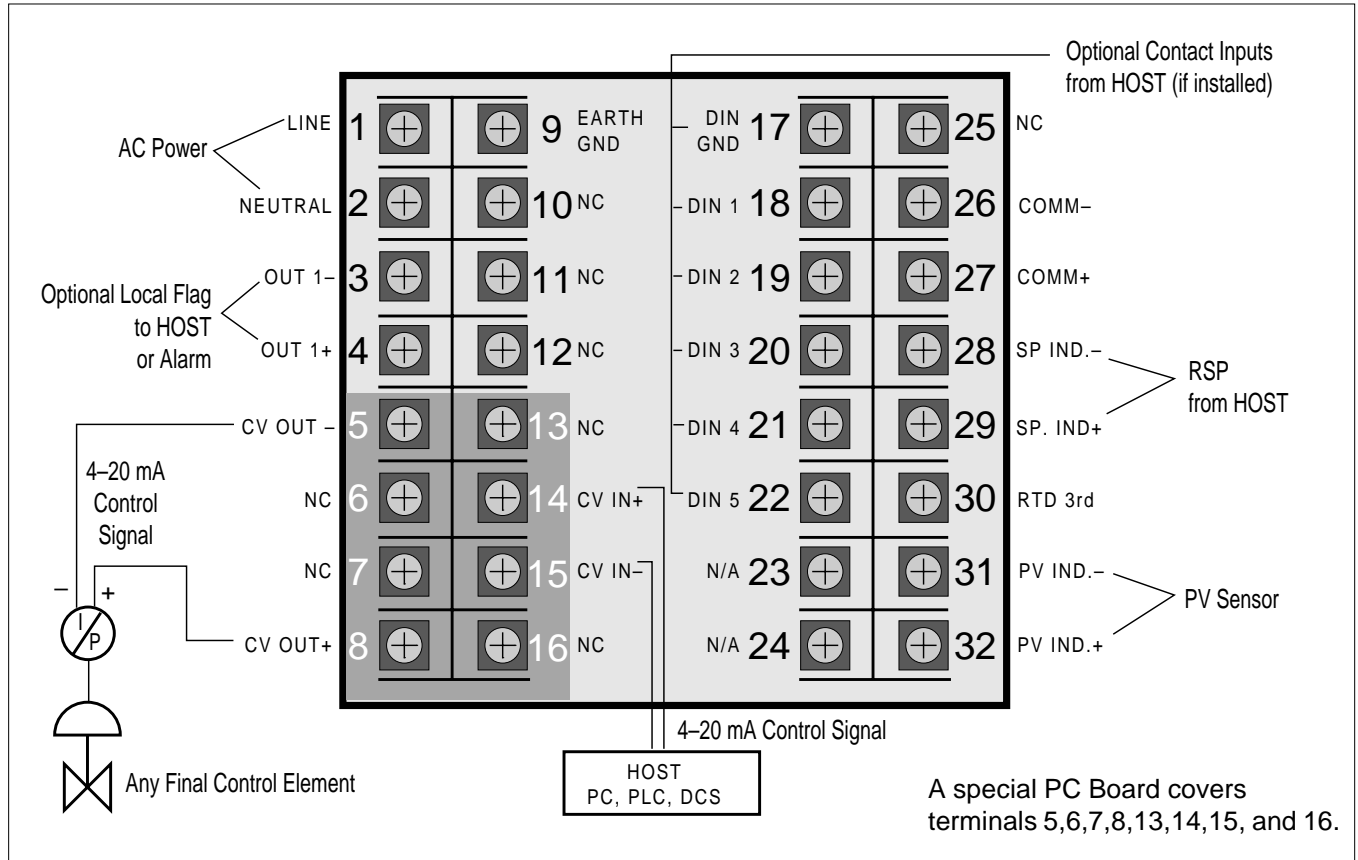 Optional Contact Inputs
from HOST (if installed)
AC Power
LINE 1
9 EARTH
GND
DIN
GND 17
25 NC
NEUTRAL 2
10 NC
DIN 1 18
26 COMM–
Optional Local Flag
to HOST
or Alarm
OUT 1– 3
11 NC
DIN 2 19
27 COMM+
OUT 1+ 4
12 NC
DIN 3 20
28 SP IND.–
RSP
from HOST
CV OUT – 5
13 NC
DIN 4 21
29 SP. IND+
4–20 mA
Control
Signal
NC 6
14 CV IN+
DIN 5 22
30 RTD 3rd
NC 7
15 CV IN–
N/A 23
31 PV IND.–
PV Sensor
– +
I/P
CV OUT+ 8
16 NC
N/A 24
32 PV IND.+
4–20 mA Control Signal
HOST
PC, PLC, DCS
Any Final Control Element
A special PC Board covers
terminals 5,6,7,8,13,14,15, and 16.